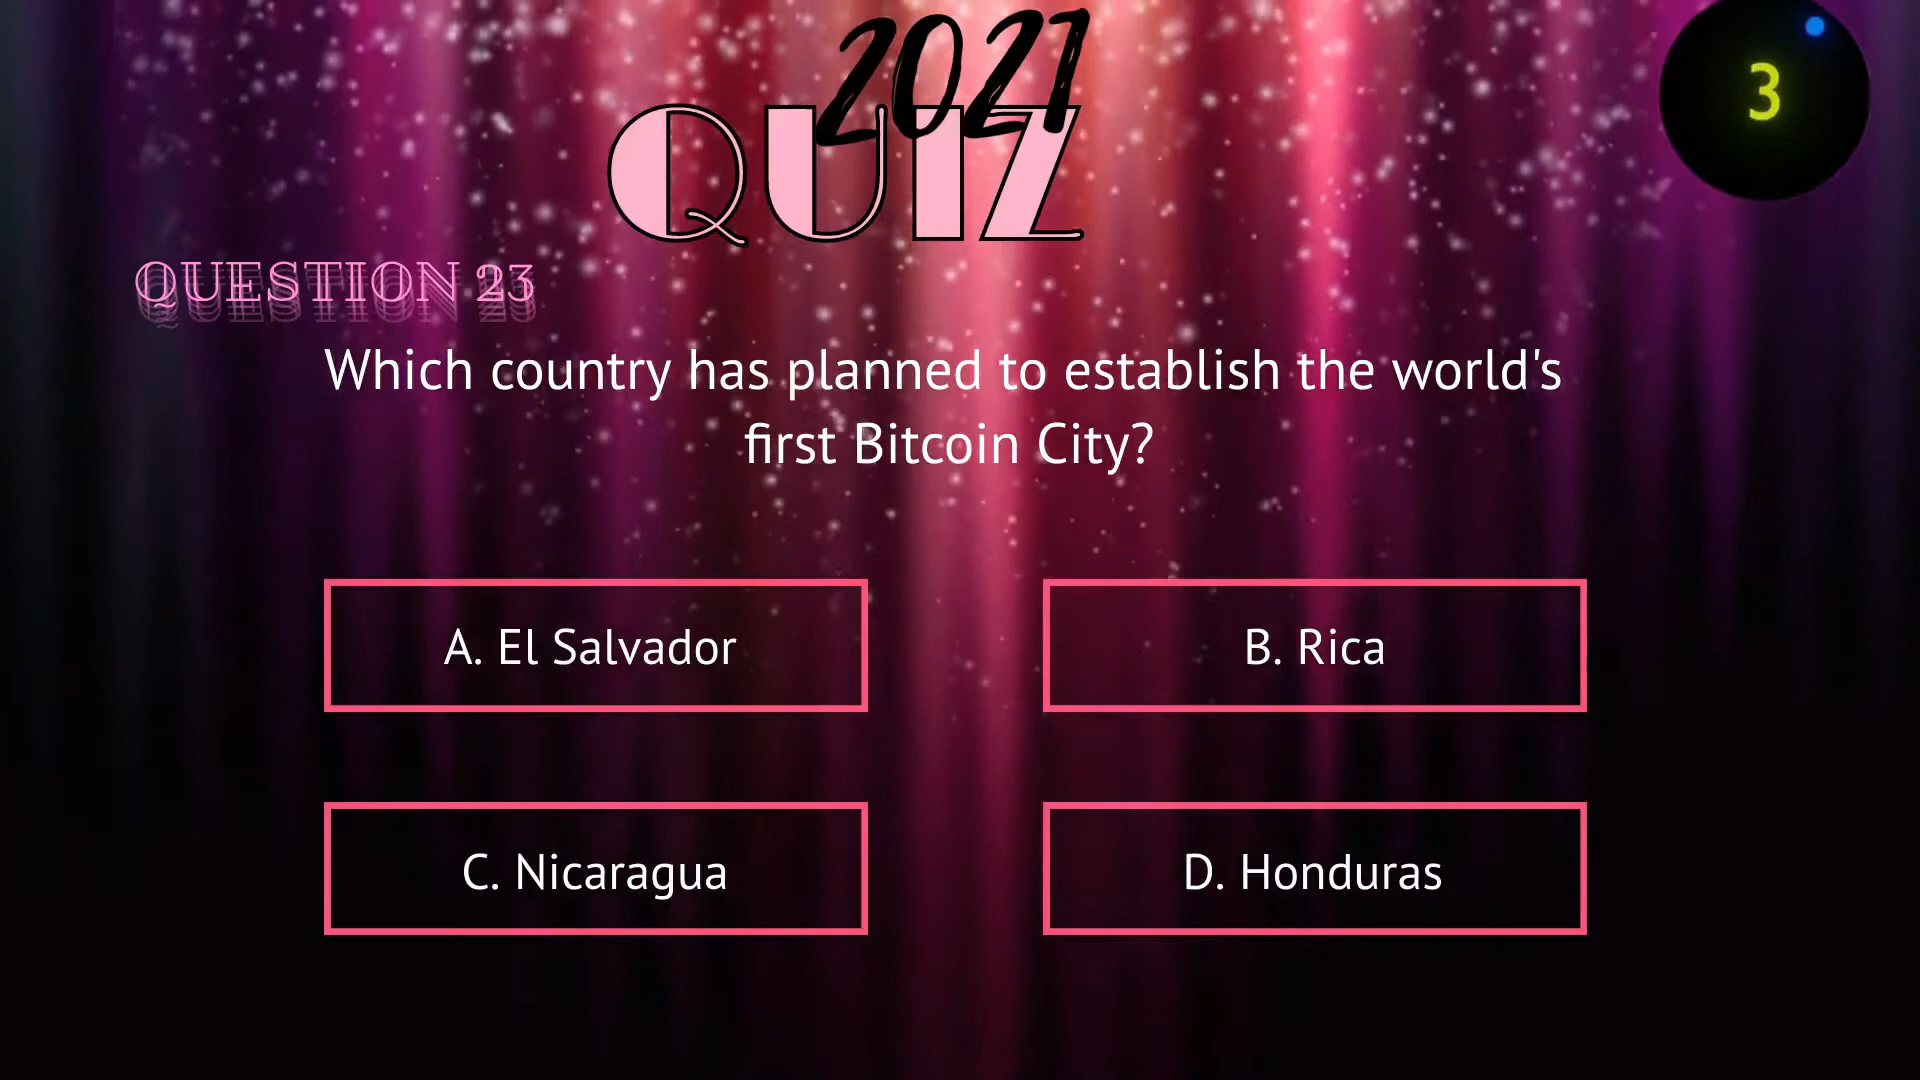 2021
QUIZ
3
QUESTION 23
Which country has planned to establish the world's
first Bitcoin City?
A. El Salvador
B. Rica
C. Nicaragua
D. Honduras